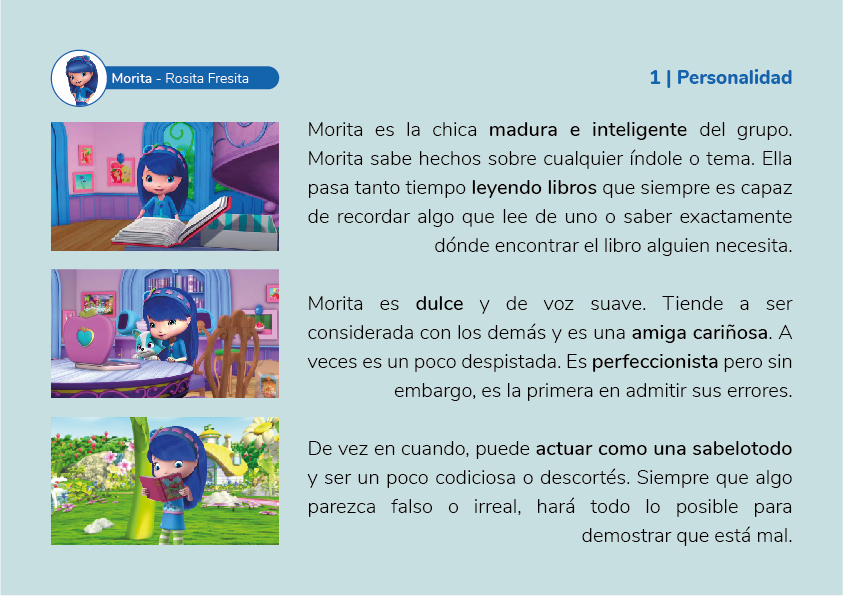 Morita - Rosita Fresita
1 | Personalidad
Morita es la chica madura e inteligente del grupo.
Morita sabe hechos sobre cualquier índole o tema. Ella
pasa tanto tiempo leyendo libros que siempre es capaz
de recordar algo que lee de uno o saber exactamente
dónde encontrar el libro alguien necesita.
Morita es dulce y de voz suave. Tiende a ser
considerada con los demás y es una amiga cariñosa. A
veces es un poco despistada. Es perfeccionista pero sin
embargo, es la primera en admitir sus errores.
De vez en cuando, puede actuar como una sabelotodo
y ser un poco codiciosa o descortés. Siempre que algo
parezca falso o irreal, hará todo lo posible para
demostrar que está mal.